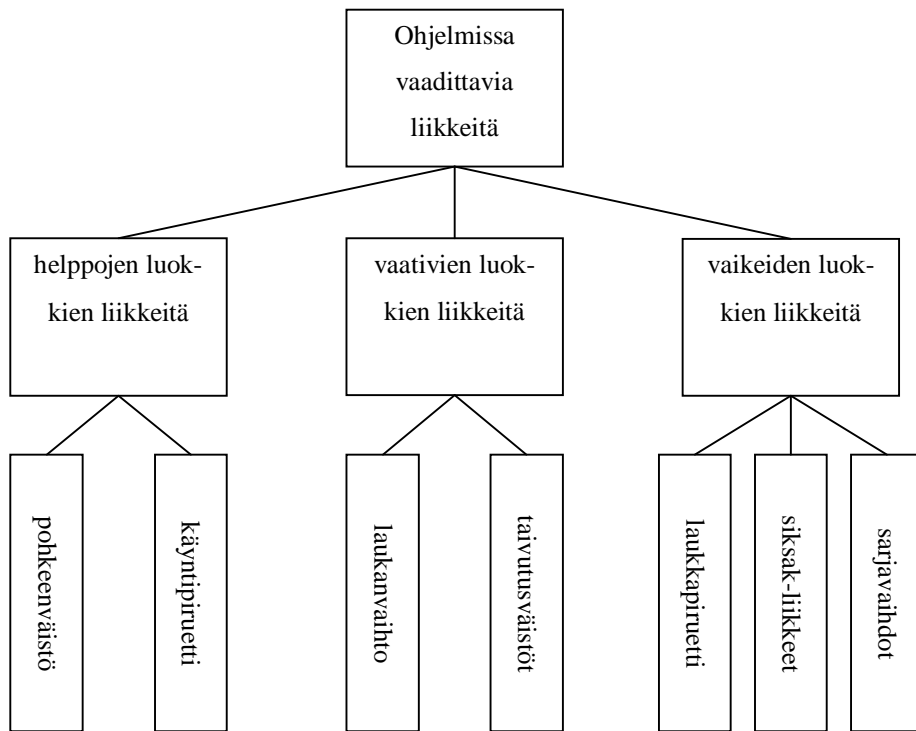 Ohjelmissa
vaadittavia
liikkeitä
helppojen luok-
kien liikkeitä
vaativien luok-
kien liikkeitä
vaikeiden luok-
kien liikkeitä
pohkeenväistö
käyntipiruetti
laukanvaihto
taivutusväistöt
laukkapiruetti
siksak-liikkeet
sarjavaihdot